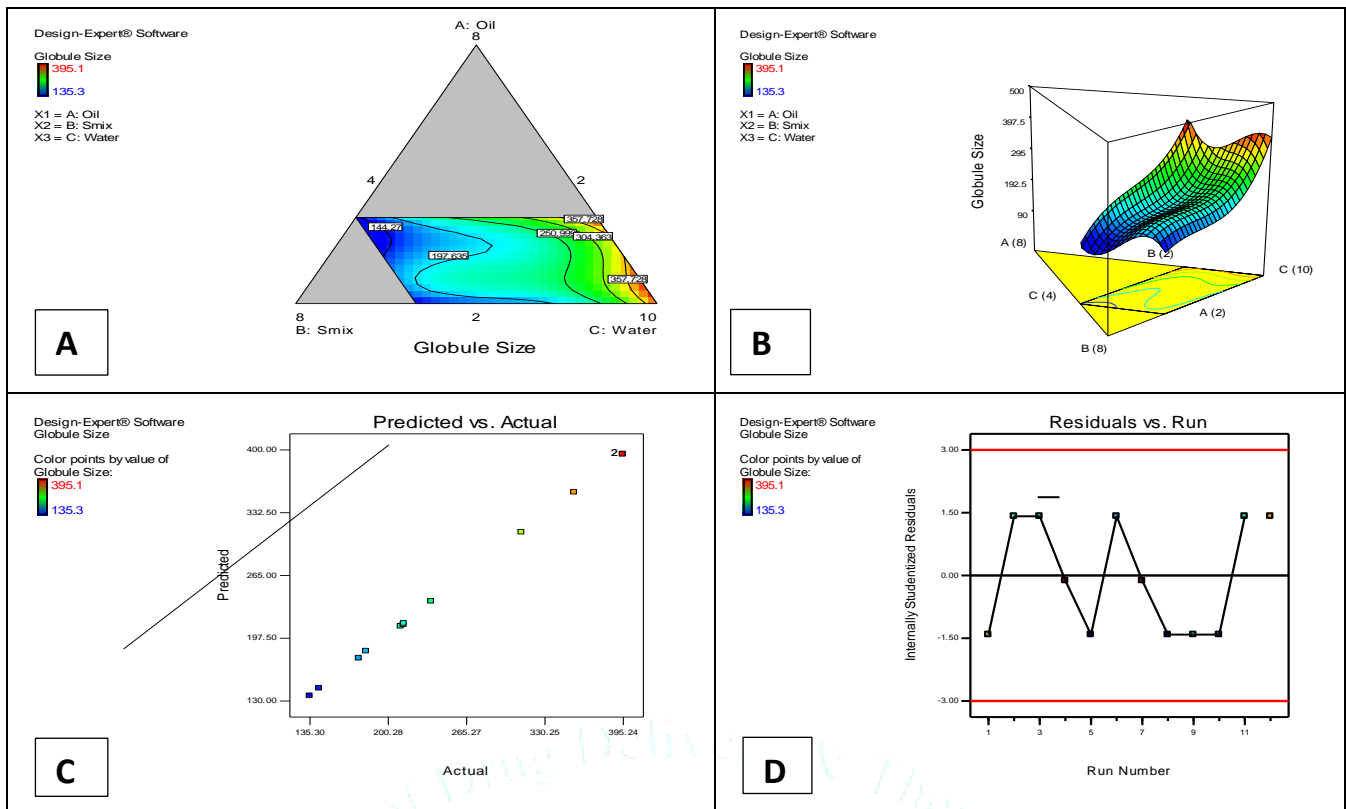 Design-Expert® Software
Globule Size
395.1
135.3
X1 = A: Oil
X2 = B: Smix
X3 = C: Water
A: Oil
8
4
2
357.728
144.27
250.999
304.363
197.635
357.728
8
10
B: Smix
2
C: Water
Globule Size
A
Design-Expert® Software
Globule Size
395.1
135.3
X1 = A: Oil
X2 = B: Smix
X3 = C: Water
500
397.5
295
192.5
90
Globule Size
A (8)
B (2)
C (10)
C (4)
A (2)
B (8)
B
Design-Expert® Software
Globule Size
Color points by value of
Globule Size:
395.1
135.3
Predicted vs. Actual
2
400.00
332.50
265.00
197.50
130.00
Predicted
135.30
200.28
265.27
330.25
395.24
Actual
C
Design-Expert® Software
Globule Size
Color points by value of
Globule Size:
395.1
135.3
Residuals vs. Run
3.00
1.50
0.00
-1.50
-3.00
Internally Studentized Residuals
1
3
5
7
9
11
Run Number
D